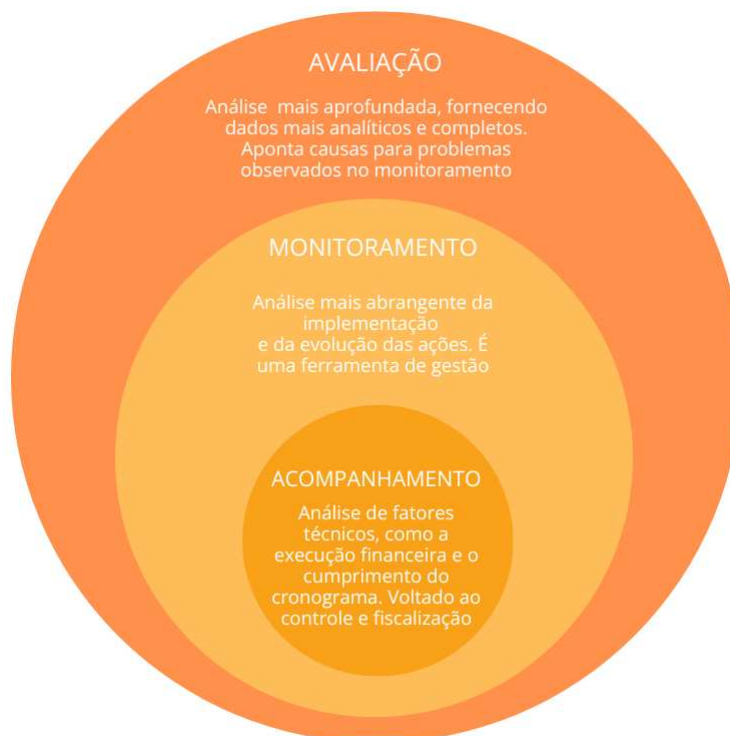 AVALIAÇÃO
Análise mais aprofundada, fornecendo
dados mais analíticos e completos.
Aponta causas para problemas
observados no monitoramento
MONITORAMENTO
Análise mais abrangente da
implementação
e da evolução das ações. É
uma ferramenta de gestão
ACOMPANHAMENTO
Análise de fatores
técnicos, como a
execução financeira e o
cumprimento do
cronograma. Voltado ao
controle e fiscalização